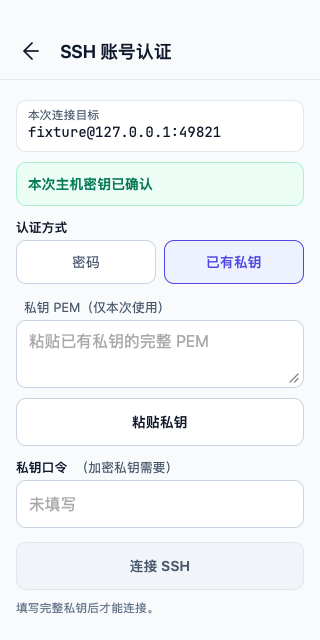 SSH 账号认证
本次连接目标
fixture@127.0.0.1:49821
本次主机密钥已确认
认证方式
密码
已有私钥
私钥 PEM（仅本次使用）
粘贴已有私钥的完整 PEM
粘贴私钥
私钥口令 （加密私钥需要）
未填写
连接 SSH
填写完整私钥后才能连接。